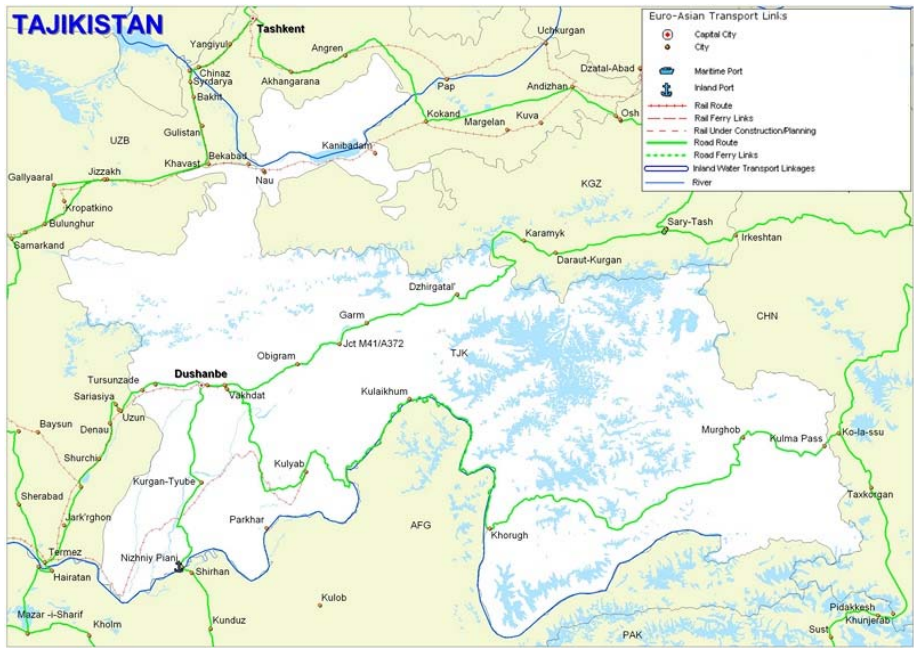 TAJIKISTAN
Euro-Asian Transport Links
Capital City
City
Maritime Port
Inland Port
Rail Route
Rail Ferry Links
Rail Under Construction/Planning
Road Route
Road Ferry Links
Inland Water Transport Linkages
River
Tashkent
Uchkurgan
Yangiyul
Angren
Chinaz
Akhangarana
Dzatal-Abad
Syrdarya
Pap
Andizhan
Bakht
Kokand
Kuva
Osh
Gulistan
Margelan
UZB
Kanibadam
Khavast
Bekabad
Gallyaaral
Jizzakh
Nau
KGZ
Kropatkino
Bulunghur
Sary-Tash
Karamyk
Irkeshtan
Samarkand
Daraut-Kurgan
Dzhirgatal'
Garm
CHN
Jct M41/A372
Obigram
TJK
Dushanbe
Tursunzade
Vakhdat
Kulaikhum
Sariasiya
Uzun
Baysun
Denau
Murghob
Kulma Pass
Ko-la-ssu
Shurchi
Kulyab
Kurgan-Tyube
Sherabad
Taxkorgan
Jark'rghon
Parkhar
AFG
Khorugh
Termez
Nizhniy Pianj
Hairatan
Shirhan
Kulob
Mazar -i-Sharif
Pidakkesh
Kholm
Kunduz
Khunjerab
PAK
Sust